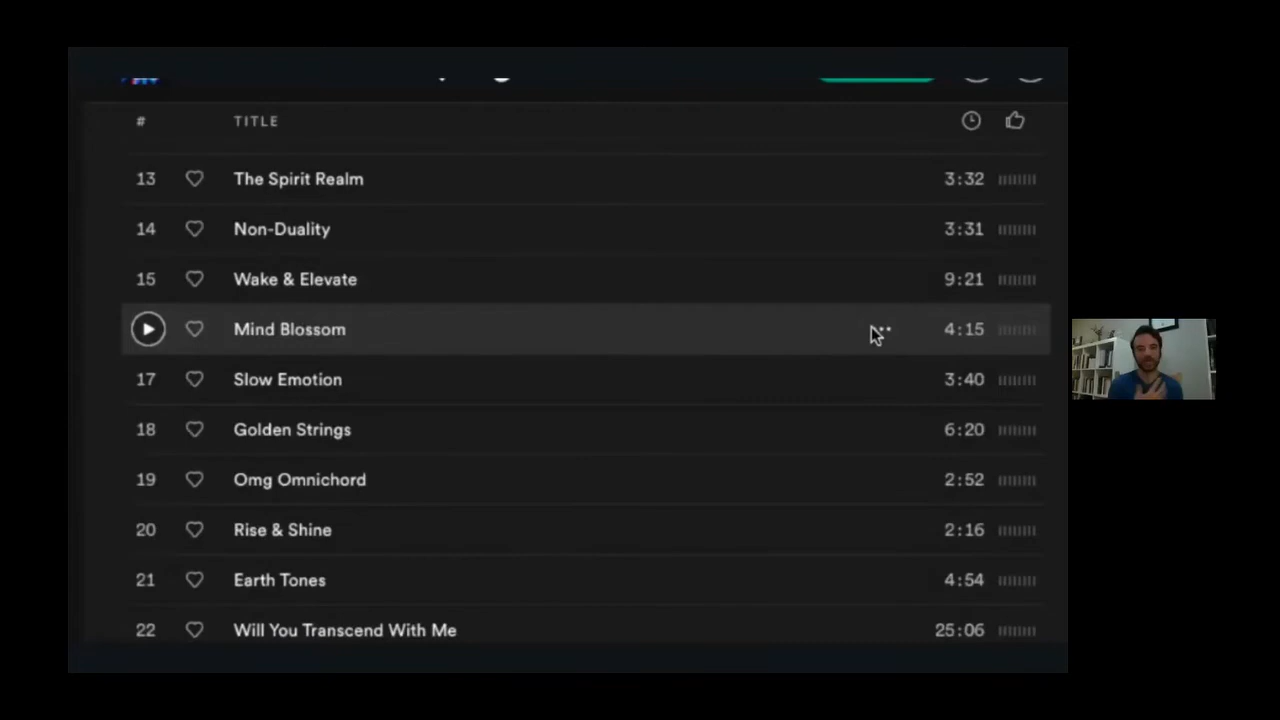 # TITLE
13 The Spirit Realm 3:32
14 Non-Duality 3:31
15 Wake & Elevate 9:21
Mind Blossom 4:15
17 Slow Emotion 3:40
18 Golden Strings 6:20
19 Omg Omnichord 2:52
20 Rise & Shine 2:16
21 Earth Tones 4:54
22 Will You Transcend With Me 25:06